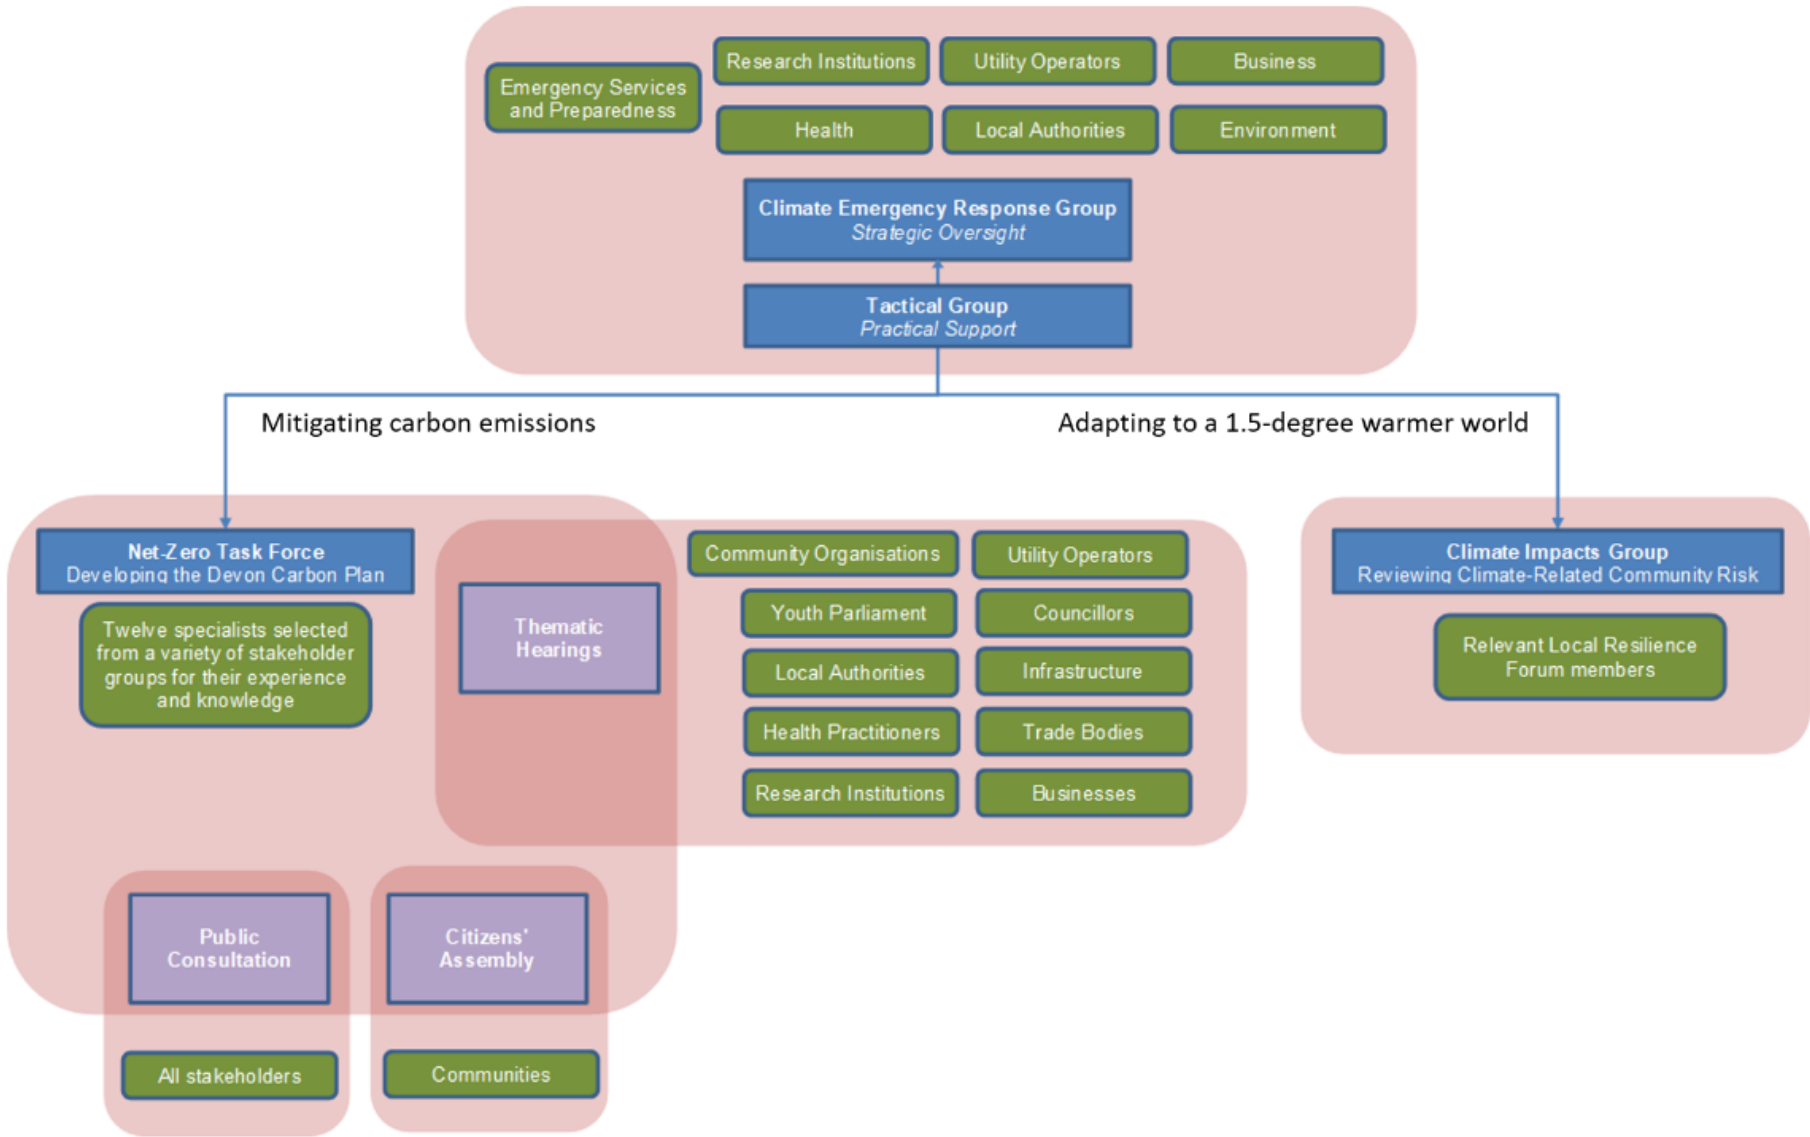 Research Institutions
Utility Operators
Business
Emergency Services
and Preparedness
Health
Local Authorities
Environment
Climate Emergency Response Group
Strategic Oversight
Tactical Group
Practical Support
Mitigating carbon emissions
Adapting to a 1.5-degree warmer world
Net-Zero Task Force
Developing the Devon Carbon Plan
Twelve specialists selected
from a variety of stakeholder
groups for their experience
and knowledge
Thematic
Hearings
Community Organisations
Utility Operators
Youth Parliament
Councillors
Local Authorities
Infrastructure
Health Practitioners
Trade Bodies
Research Institutions
Businesses
Climate Impacts Group
Reviewing Climate-Related Community Risk
Relevant Local Resilience
Forum members
Public
Consultation
Citizens'
Assembly
All stakeholders
Communities